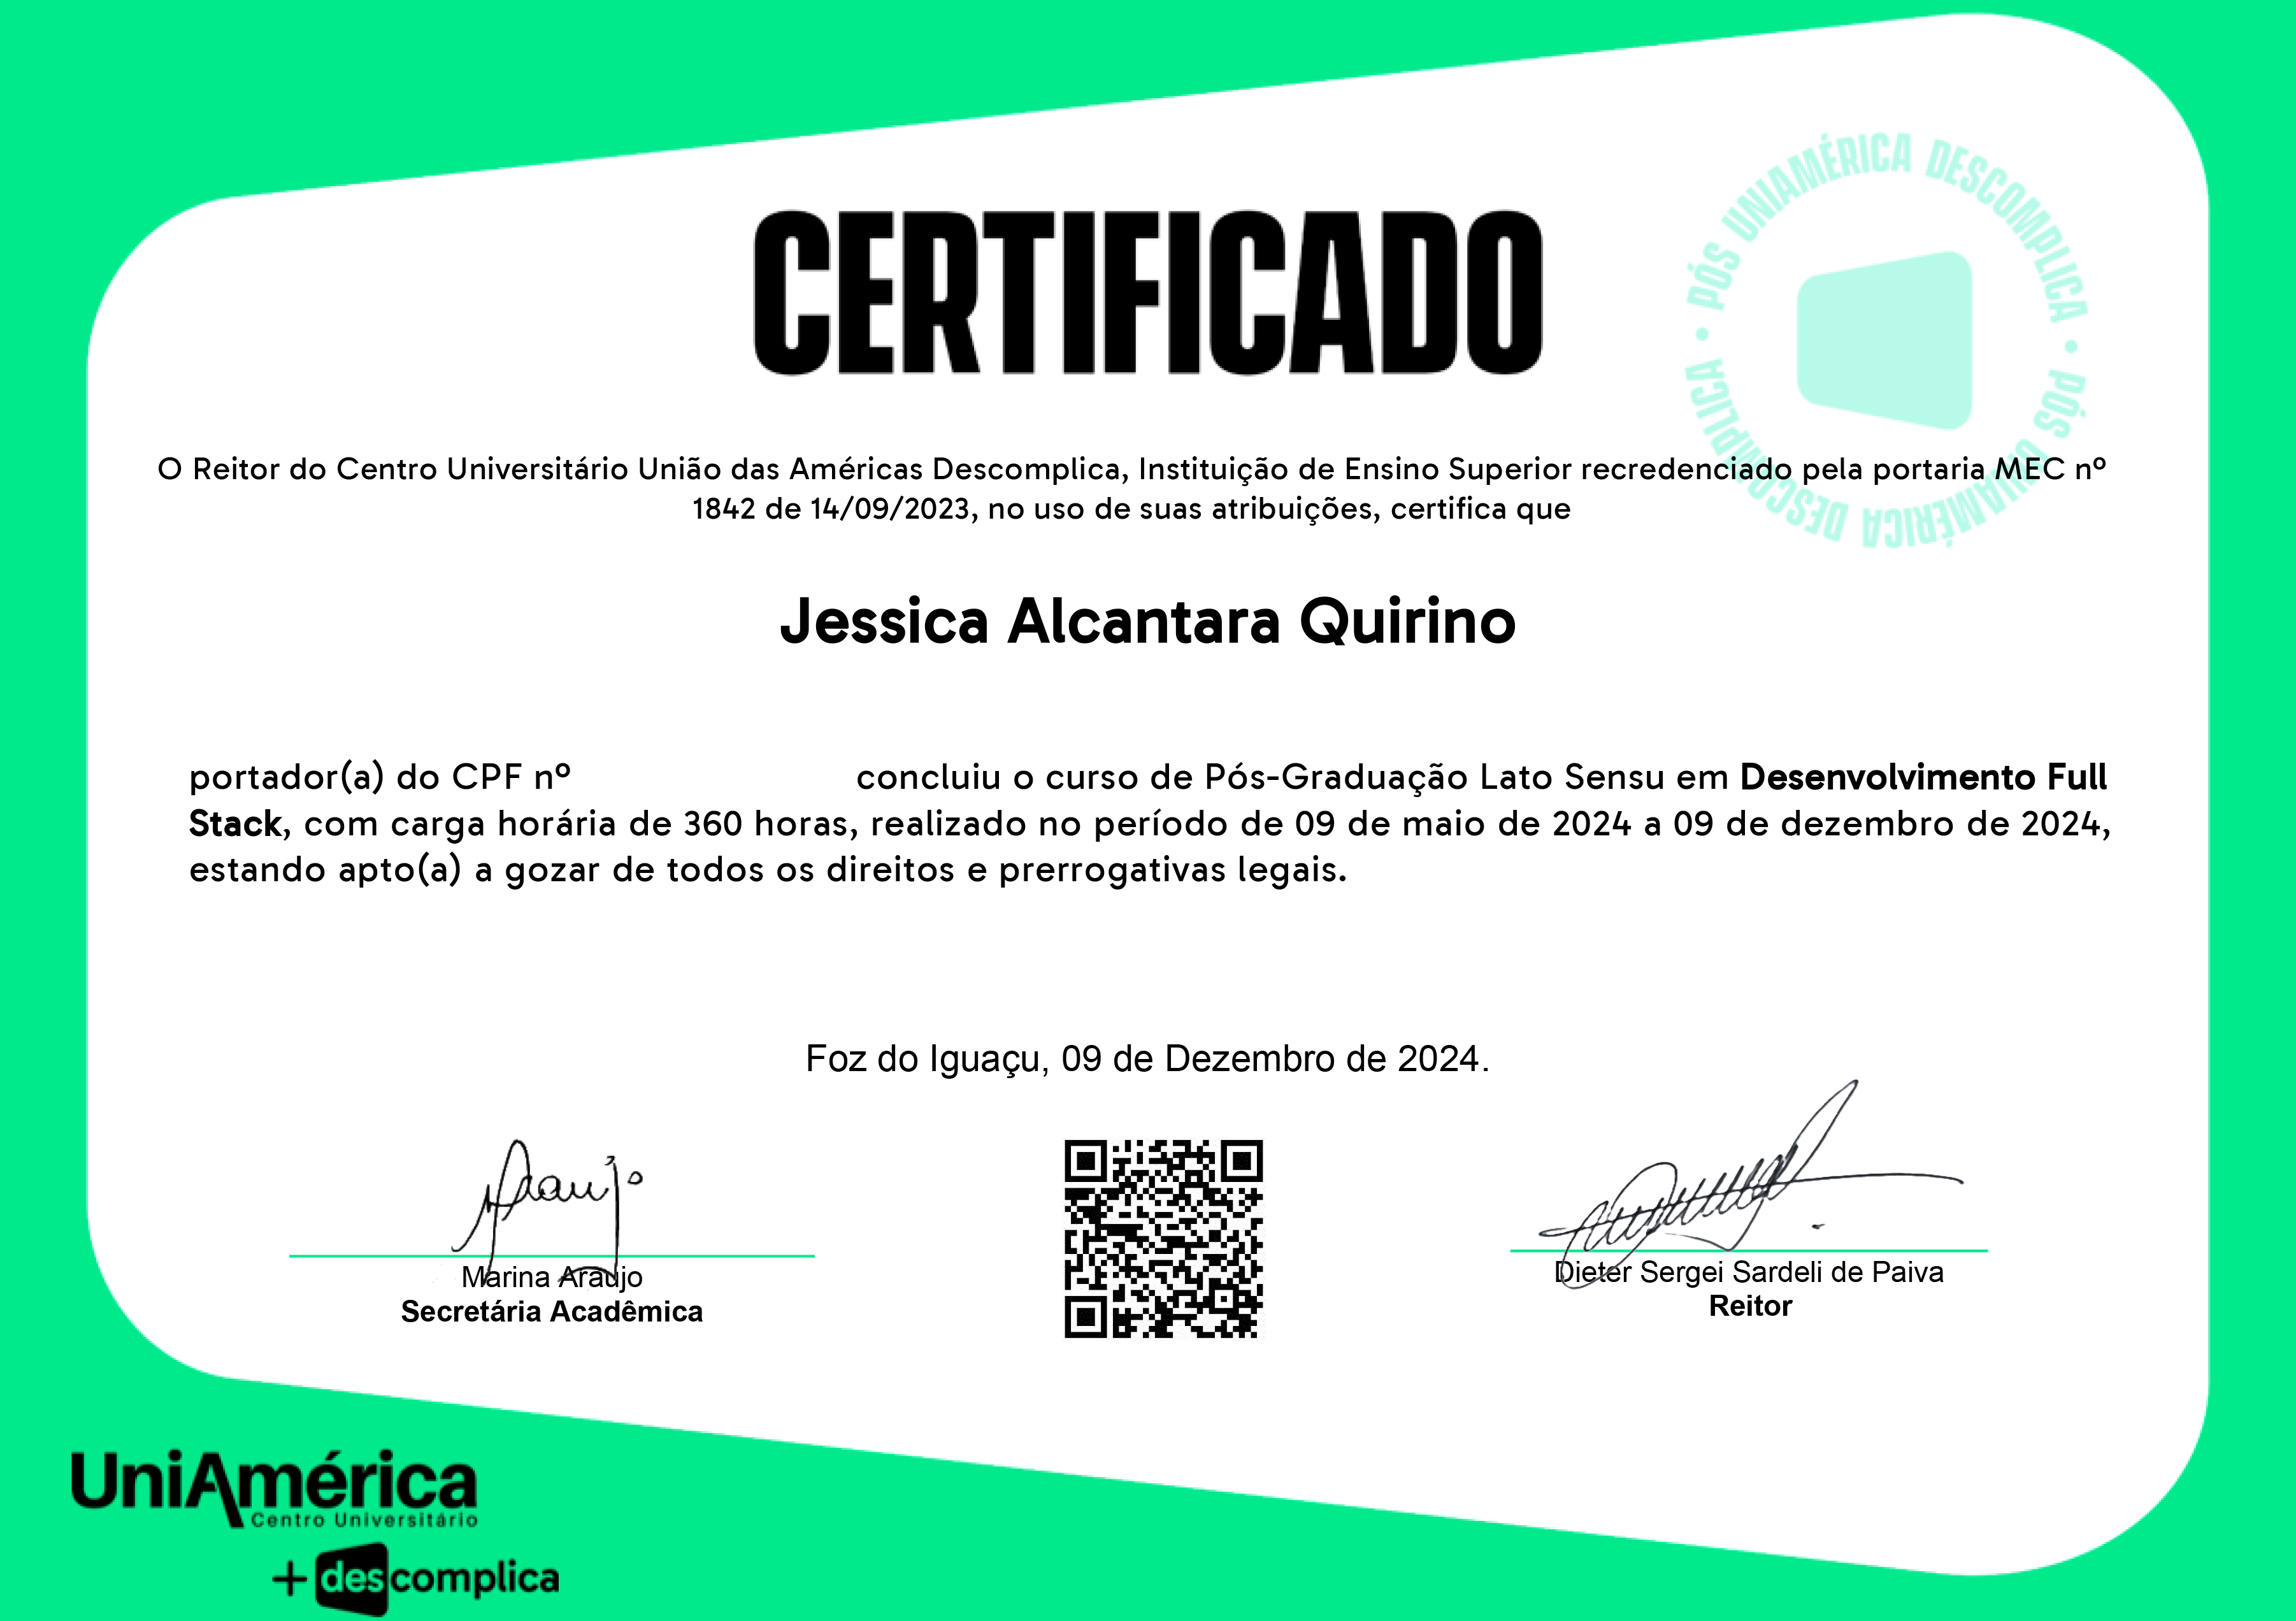 CERTIFICADO
PÓS UNIAMÉRICA DESCOMPLICA • PÓS UNIAMÉRICA DESCOMPLICA •
O Reitor do Centro Universitário União das Américas Descomplica, Instituição de Ensino Superior recredenciado pela portaria MEC nº
1842 de 14/09/2023, no uso de suas atribuições, certifica que
Jessica Alcantara Quirino
portador(a) do CPF nº concluiu o curso de Pós-Graduação Lato Sensu em Desenvolvimento Full
Stack, com carga horária de 360 horas, realizado no período de 09 de maio de 2024 a 09 de dezembro de 2024,
estando apto(a) a gozar de todos os direitos e prerrogativas legais.
Foz do Iguaçu, 09 de Dezembro de 2024.
Araujo
Marina Araujo
Secretária Acadêmica
Dieter Sergei Sardeli de Paiva
Reitor
UniAmérica
Centro Universitário
+ descomplica